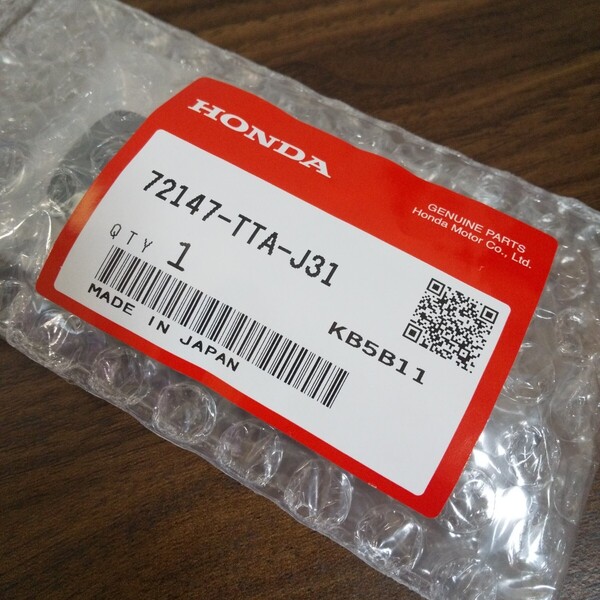 HONDA
GENUINE PARTS
Honda Motor Co., Ltd.
72147-TTA-J31
QTY 1
KB5B11
MADE IN JAPAN